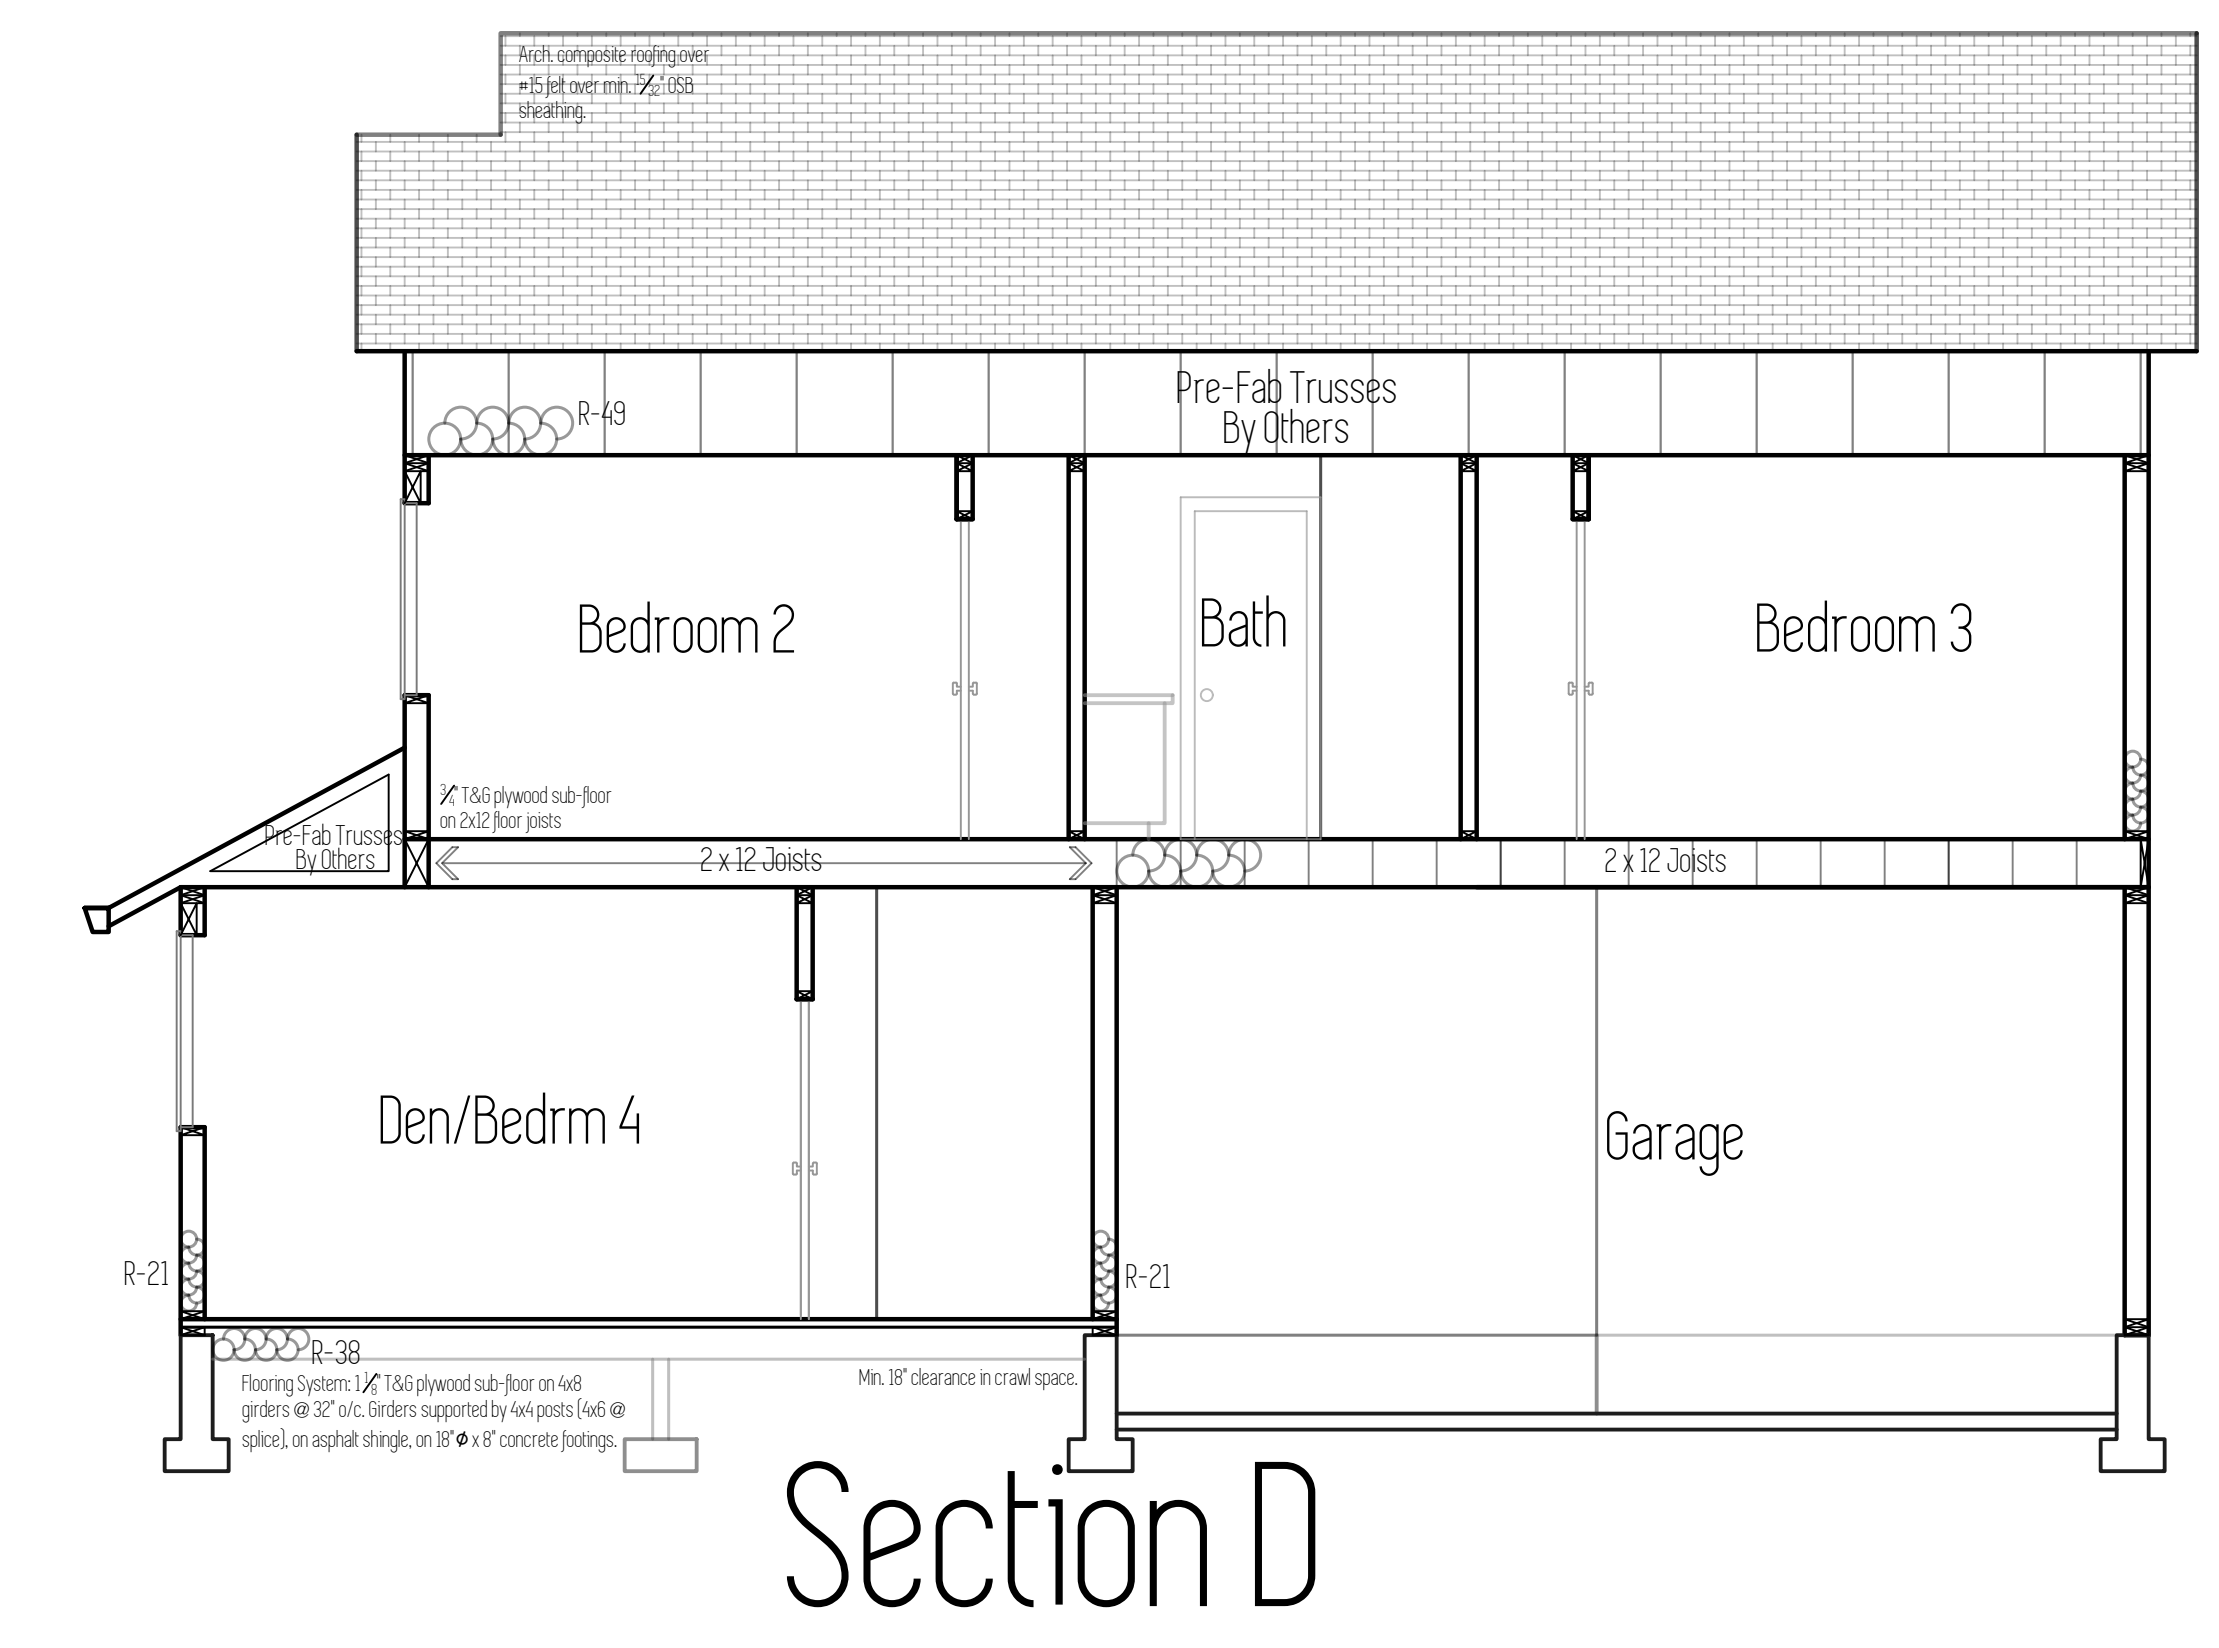 Arch. composite roofing over
#15 felt over min. 15/32" OSB
sheathing.
Pre-Fab Trusses
By Others
R-49
Bedroom 2
Bath
Bedroom 3
3/4" T&G plywood sub-floor
on 2x12 floor joists
Pre-Fab Trusses
By Others
2 x 12 Joists
2 x 12 Joists
Den/Bedrm 4
Garage
R-21
R-21
R-38
Flooring System: 1 1/8" T&G plywood sub-floor on 4x8
girders @ 32" o/c. Girders supported by 4x4 posts (4x6 @
splice), on asphalt shingle, on 18"Φ x 8" concrete footings.
Min. 18" clearance in crawl space.
Section D